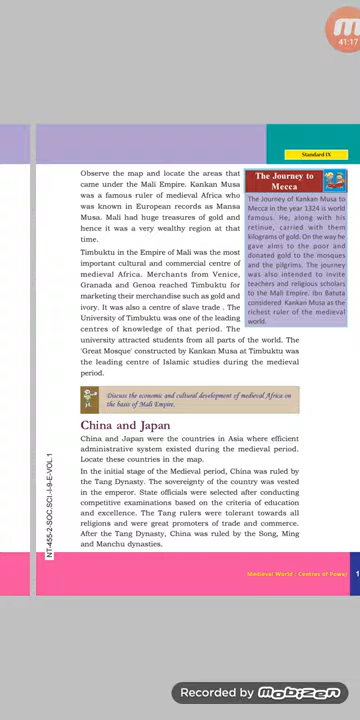 41:17
Standard IX
Observe the map and locate the areas that
came under the Mali Empire. Kankan Musa
was a famous ruler of medieval Africa who
was known in European records as Mansa
Musa. Mali had huge treasures of gold and
hence it was a very wealthy region at that
time.
Timbuktu in the Empire of Mali was the most
important cultural and commercial centre of
medieval Africa. Merchants from Venice,
Granada and Genoa reached Timbuktu for
marketing their merchandise such as gold and
ivory. It was also a centre of slave trade . The
University of Timbuktu was one of the leading
centres of knowledge of that period. The
university attracted students from all parts of the world. The
'Great Mosque' constructed by Kankan Musa at Timbuktu was
the leading centre of Islamic studies during the medieval
period.
The Journey to
Mecca
The Journey of Kankan Musa to
Mecca in the year 1324 is world
famous. He, along with his
retinue, carried with them
kilograms of gold. On the way he
gave alms to the poor and
donated gold to the mosques
and the pilgrims. The journey
was also intended to invite
teachers and religious scholars
to the Mali Empire. Ibn Batuta
considered Kankan Musa as the
richest ruler of the medieval
world.
Discuss the economic and cultural development of medieval Africa on
the basis of Mali Empire.
China and Japan
China and Japan were the countries in Asia where efficient
administrative system existed during the medieval period.
Locate these countries in the map.
In the initial stage of the Medieval period, China was ruled by
the Tang Dynasty. The sovereignty of the country was vested
in the emperor. State officials were selected after conducting
competitive examinations based on the criteria of education
and excellence. The Tang rulers were tolerant towards all
religions and were great promoters of trade and commerce.
After the Tang Dynasty, China was ruled by the Song, Ming
and Manchu dynasties.
NT-455-2-SOC.SCI.-I-9-E-VOL.1
Medieval World : Centres of Power
1
Recorded by mobizen